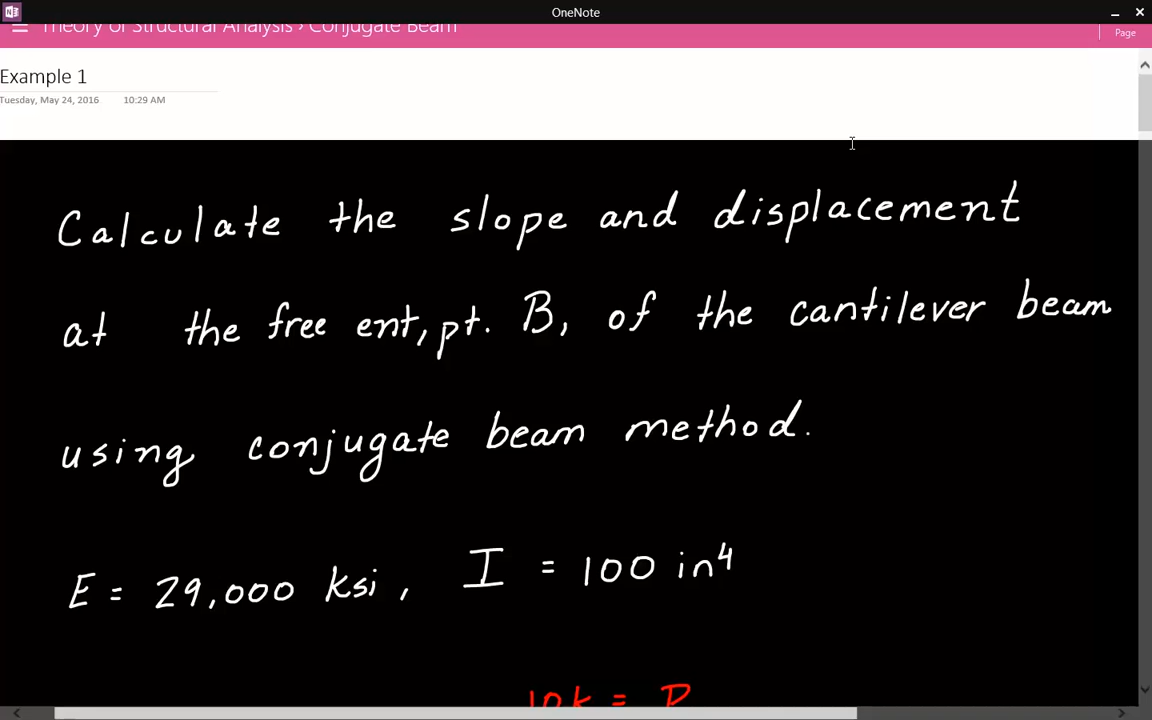 OneNote
Theory of Structural Analysis › Conjugate Beam
Page
Example 1
Tuesday, May 24, 2016 10:29 AM
Calculate the slope and displacement
at the free ent, pt. B, of the cantilever beam
using conjugate beam method.
E = 29,000 ksi, I = 100 in⁴
10k = P